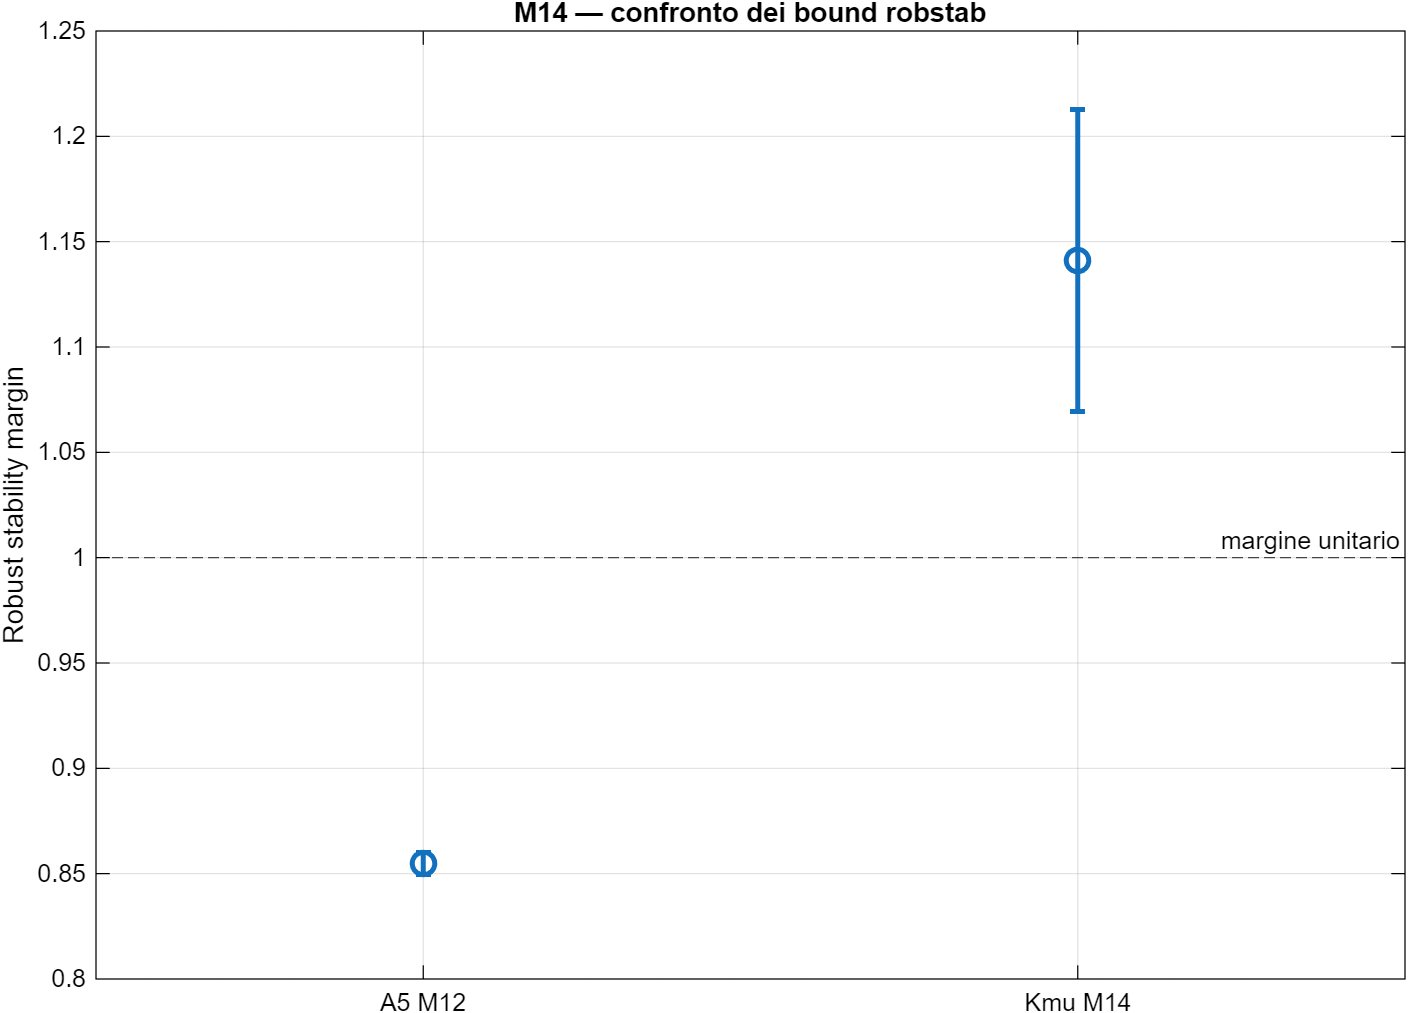 M14 — confronto dei bound robstab
Robust stability margin
1.25
1.2
1.15
1.1
1.05
1
0.95
0.9
0.85
0.8
margine unitario
A5 M12
Kmu M14